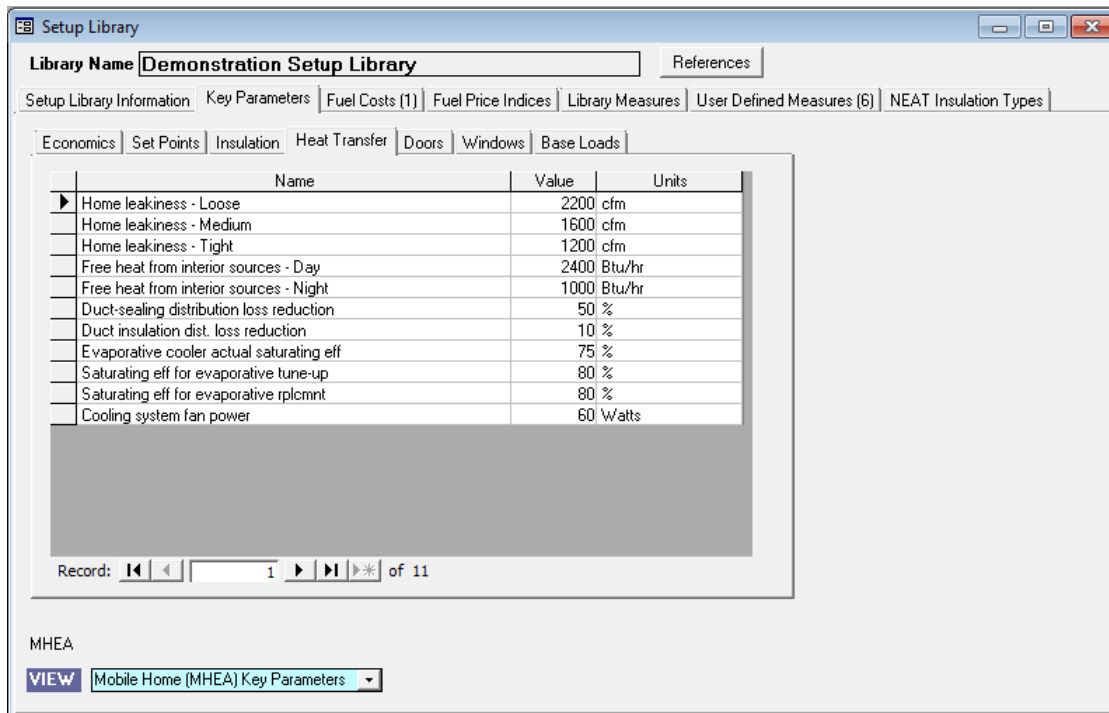 Setup Library
Library Name Demonstration Setup Library References
Setup Library Information Key Parameters Fuel Costs (1) Fuel Price Indices Library Measures User Defined Measures (6) NEAT Insulation Types
Economics Set Points Insulation Heat Transfer Doors Windows Base Loads
Name Value Units
Home leakiness - Loose 2200 cfm
Home leakiness - Medium 1600 cfm
Home leakiness - Tight 1200 cfm
Free heat from interior sources - Day 2400 Btu/hr
Free heat from interior sources - Night 1000 Btu/hr
Duct-sealing distribution loss reduction 50 %
Duct insulation dist. loss reduction 10 %
Evaporative cooler actual saturating eff 75 %
Saturating eff for evaporative tune-up 80 %
Saturating eff for evaporative rplcmnt 80 %
Cooling system fan power 60 Watts
Record: 1 of 11
MHEA
VIEW Mobile Home (MHEA) Key Parameters